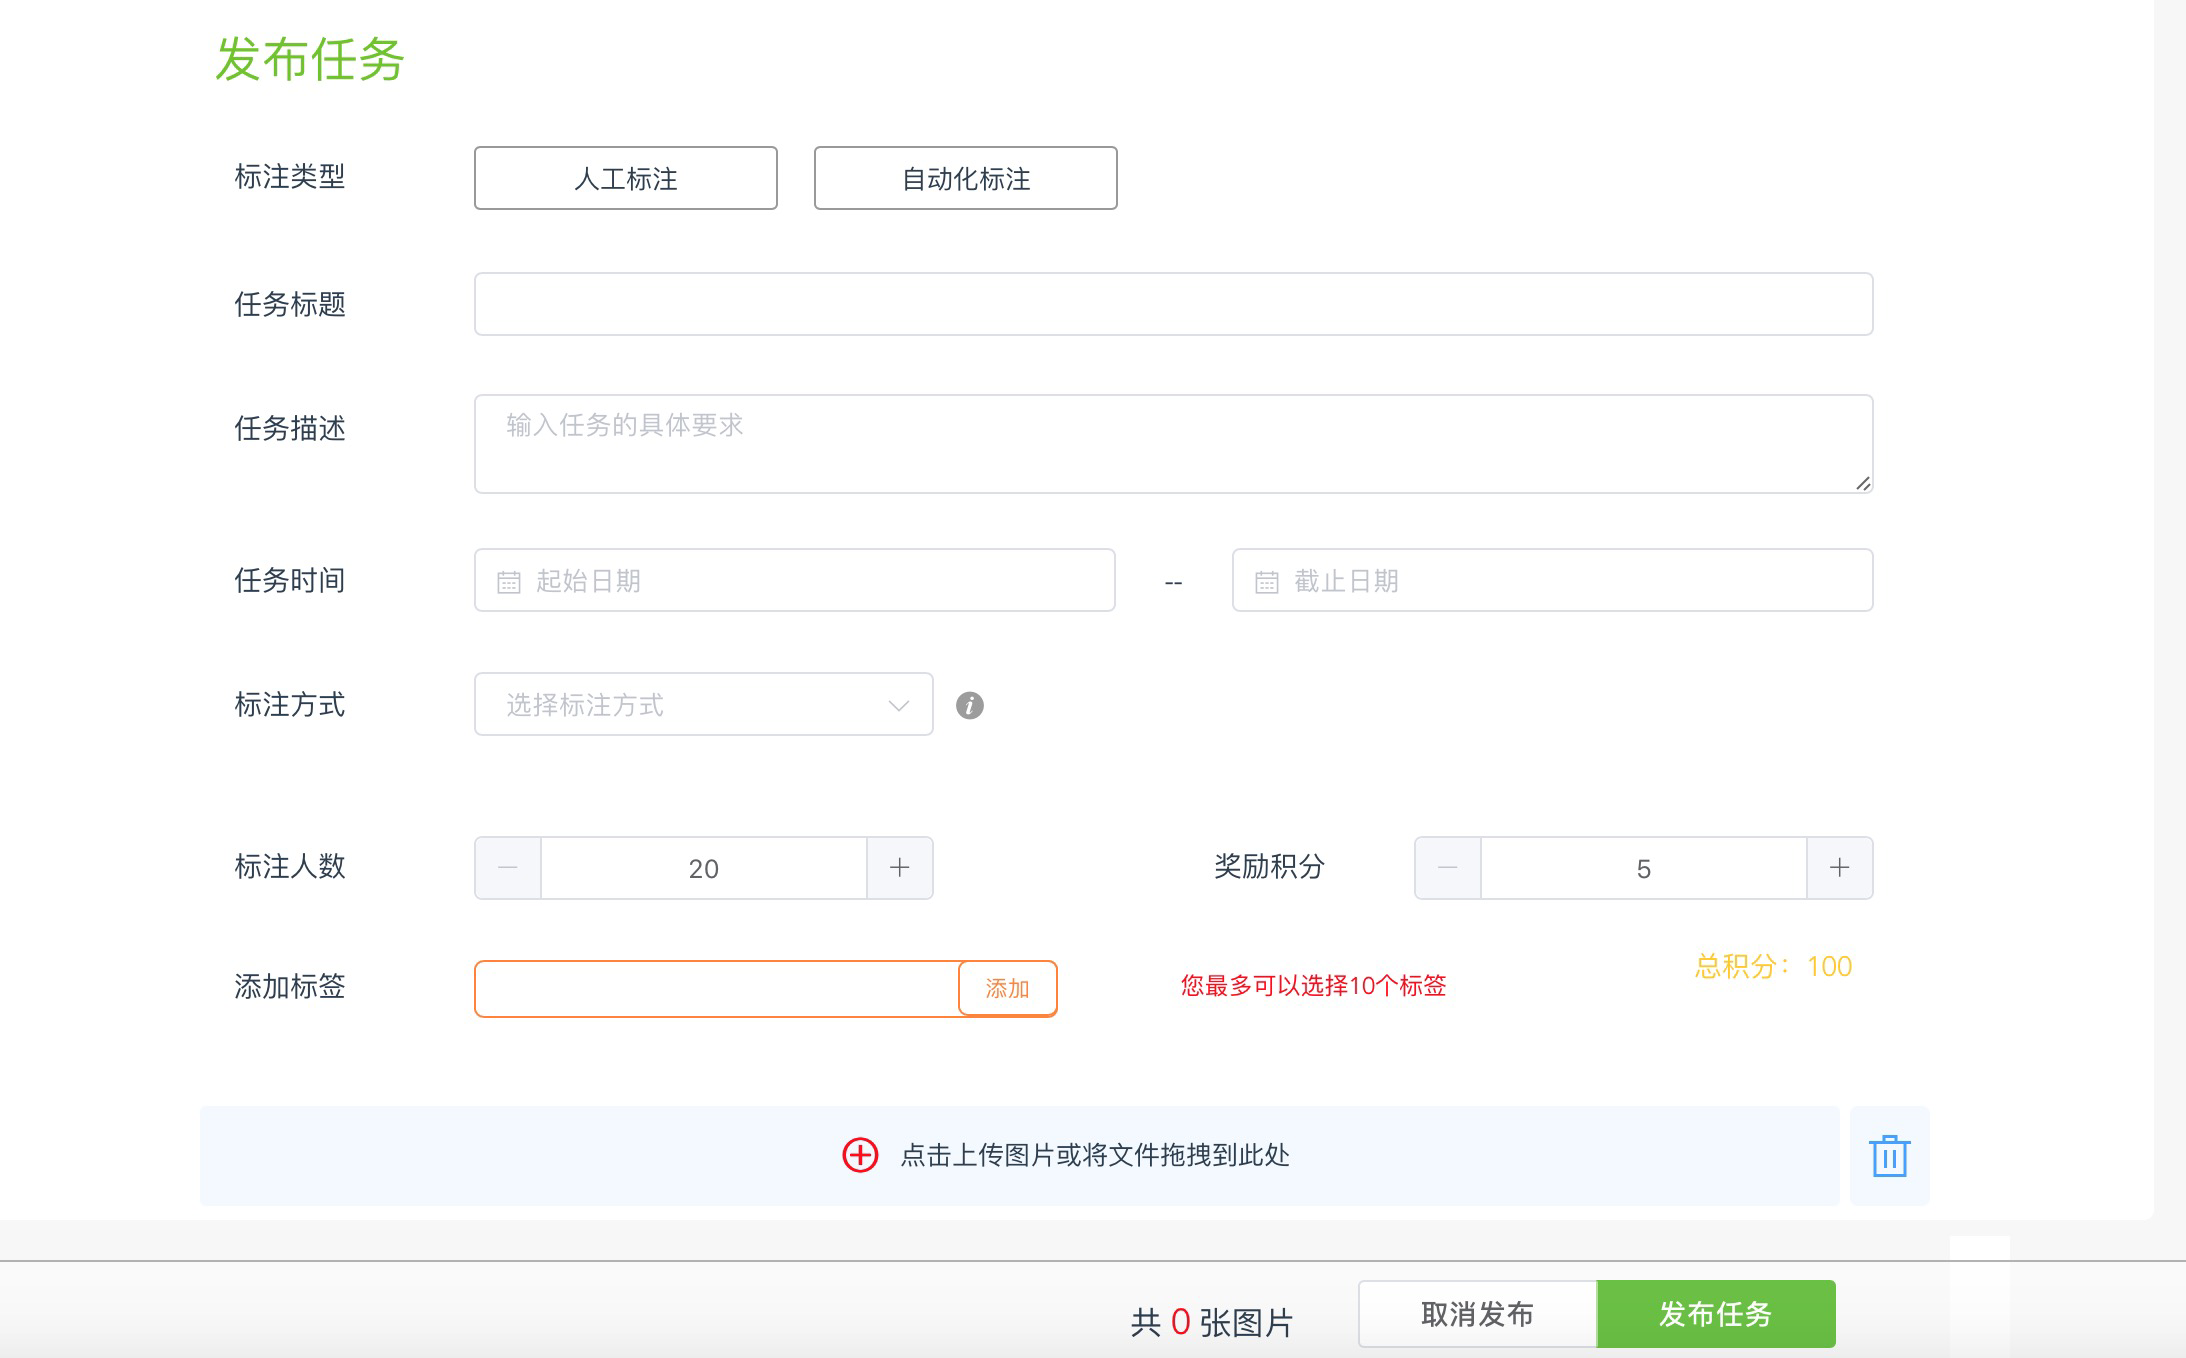 发布任务
标注类型 人工标注 自动化标注
任务标题
任务描述 输入任务的具体要求
任务时间 起始日期 -- 截止日期
标注方式 选择标注方式
标注人数 20 奖励积分 5
总积分：100
添加标签 添加 您最多可以选择10个标签
点击上传图片或将文件拖拽到此处
共 0 张图片 取消发布 发布任务